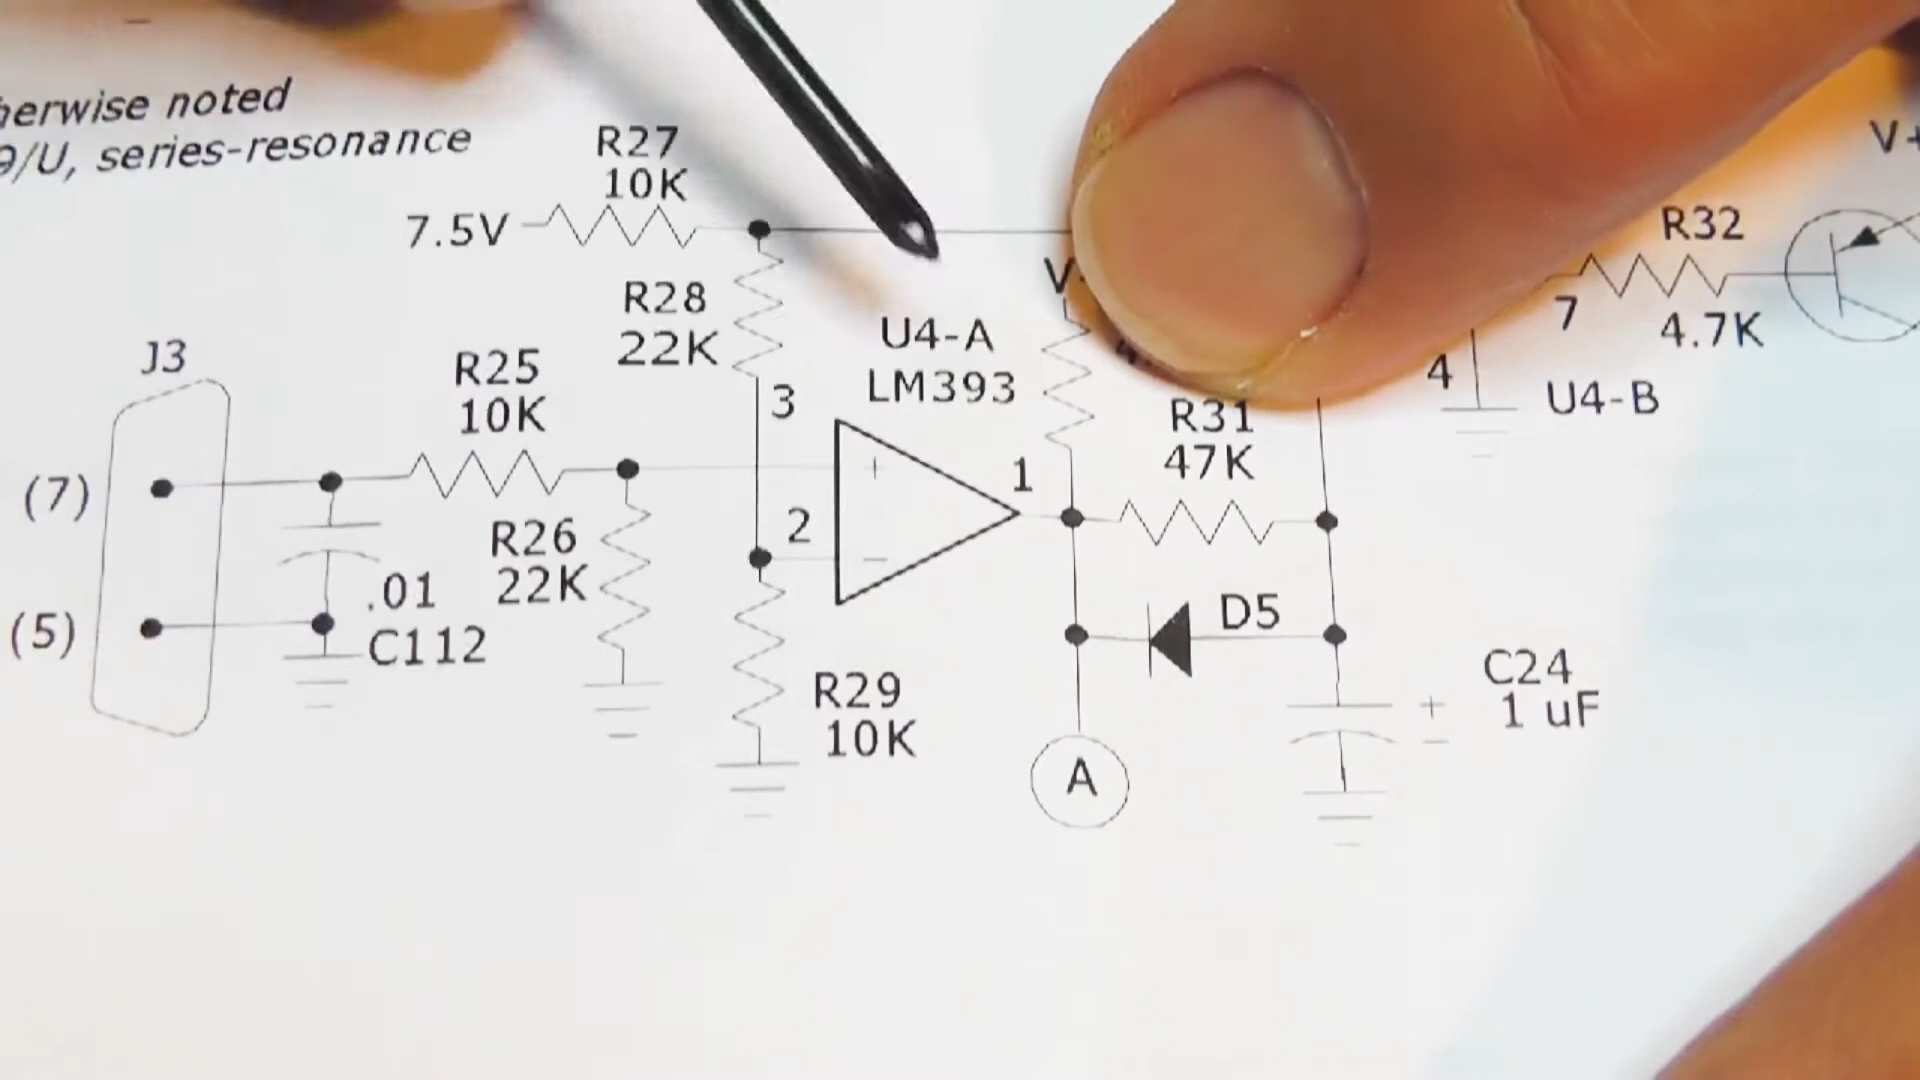 herwise noted
9/U, series-resonance
R27
10K
7.5V
V+
R32
4.7K
7
4
U4-B
R28
22K
3
U4-A
LM393
J3
R25
10K
R31
47K
(7)
+
1
2
−
R26
22K
.01
C112
D5
(5)
R29
10K
C24
1 uF
+
−
A